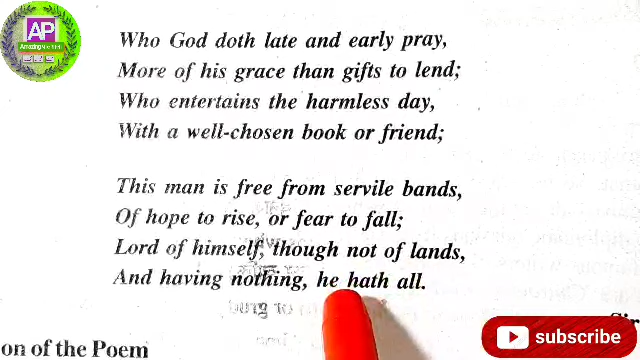 AP
Who God doth late and early pray,
More of his grace than gifts to lend;
Who entertains the harmless day,
With a well-chosen book or friend;
This man is free from servile bands,
Of hope to rise, or fear to fall;
Lord of himself, though not of lands,
And having nothing, he hath all.
Sir
on of the Poem
SUBSCRIBE